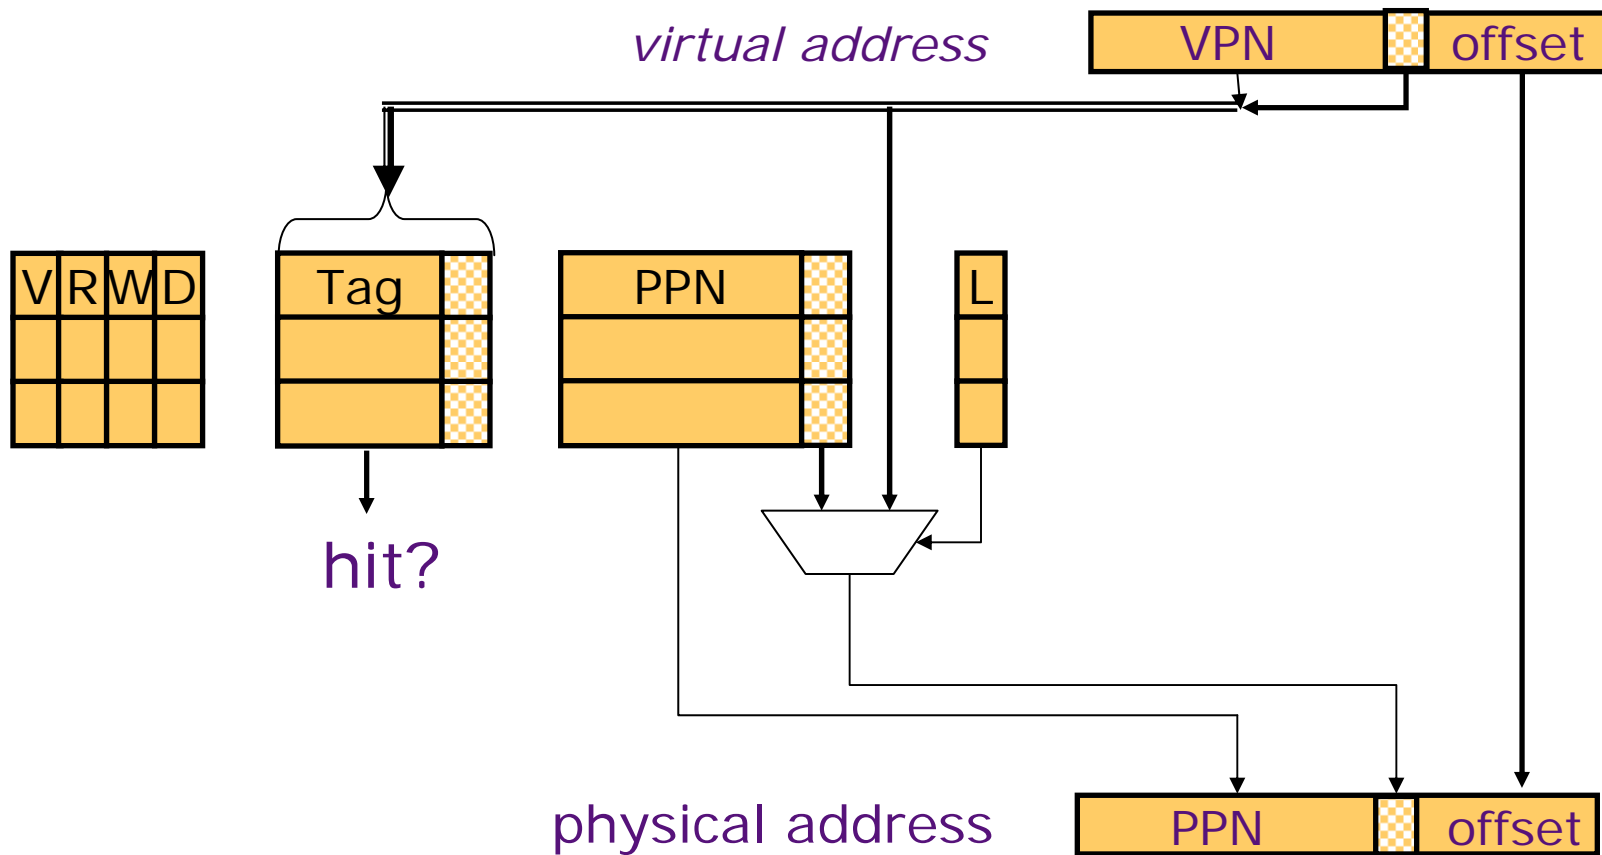 virtual address
VPN
offset
V R W D
Tag
PPN
L
hit?
physical address
PPN
offset